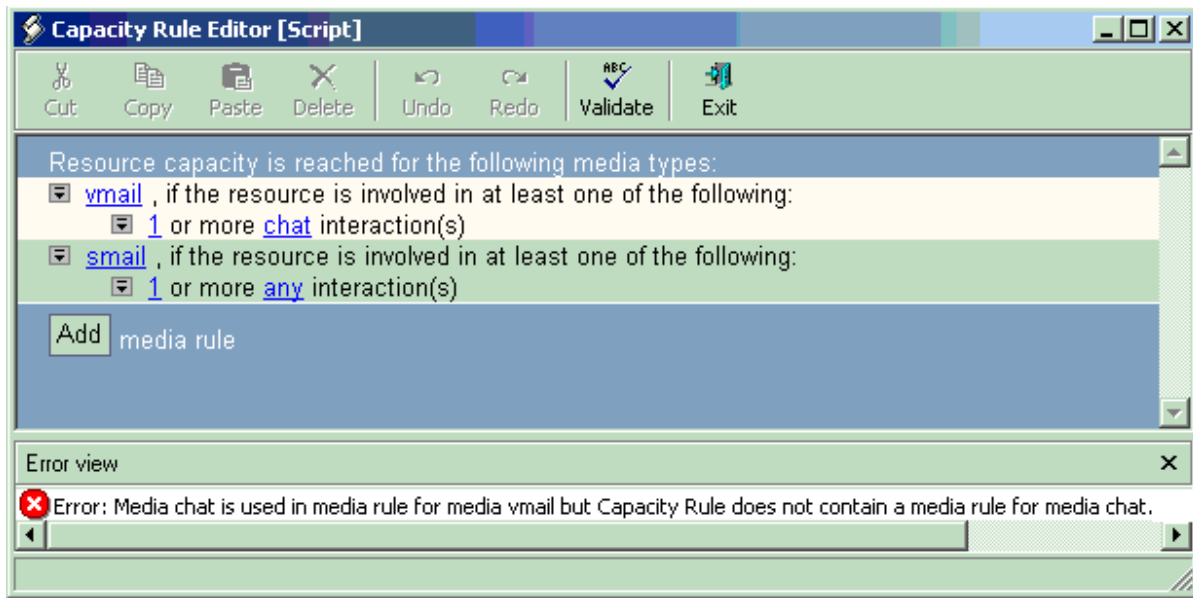 Capacity Rule Editor [Script]
Cut Copy Paste Delete Undo Redo ABC Validate Exit
Resource capacity is reached for the following media types:
vmail , if the resource is involved in at least one of the following:
1 or more chat interaction(s)
smail , if the resource is involved in at least one of the following:
1 or more any interaction(s)
Add media rule
Error view
Error: Media chat is used in media rule for media vmail but Capacity Rule does not contain a media rule for media chat.